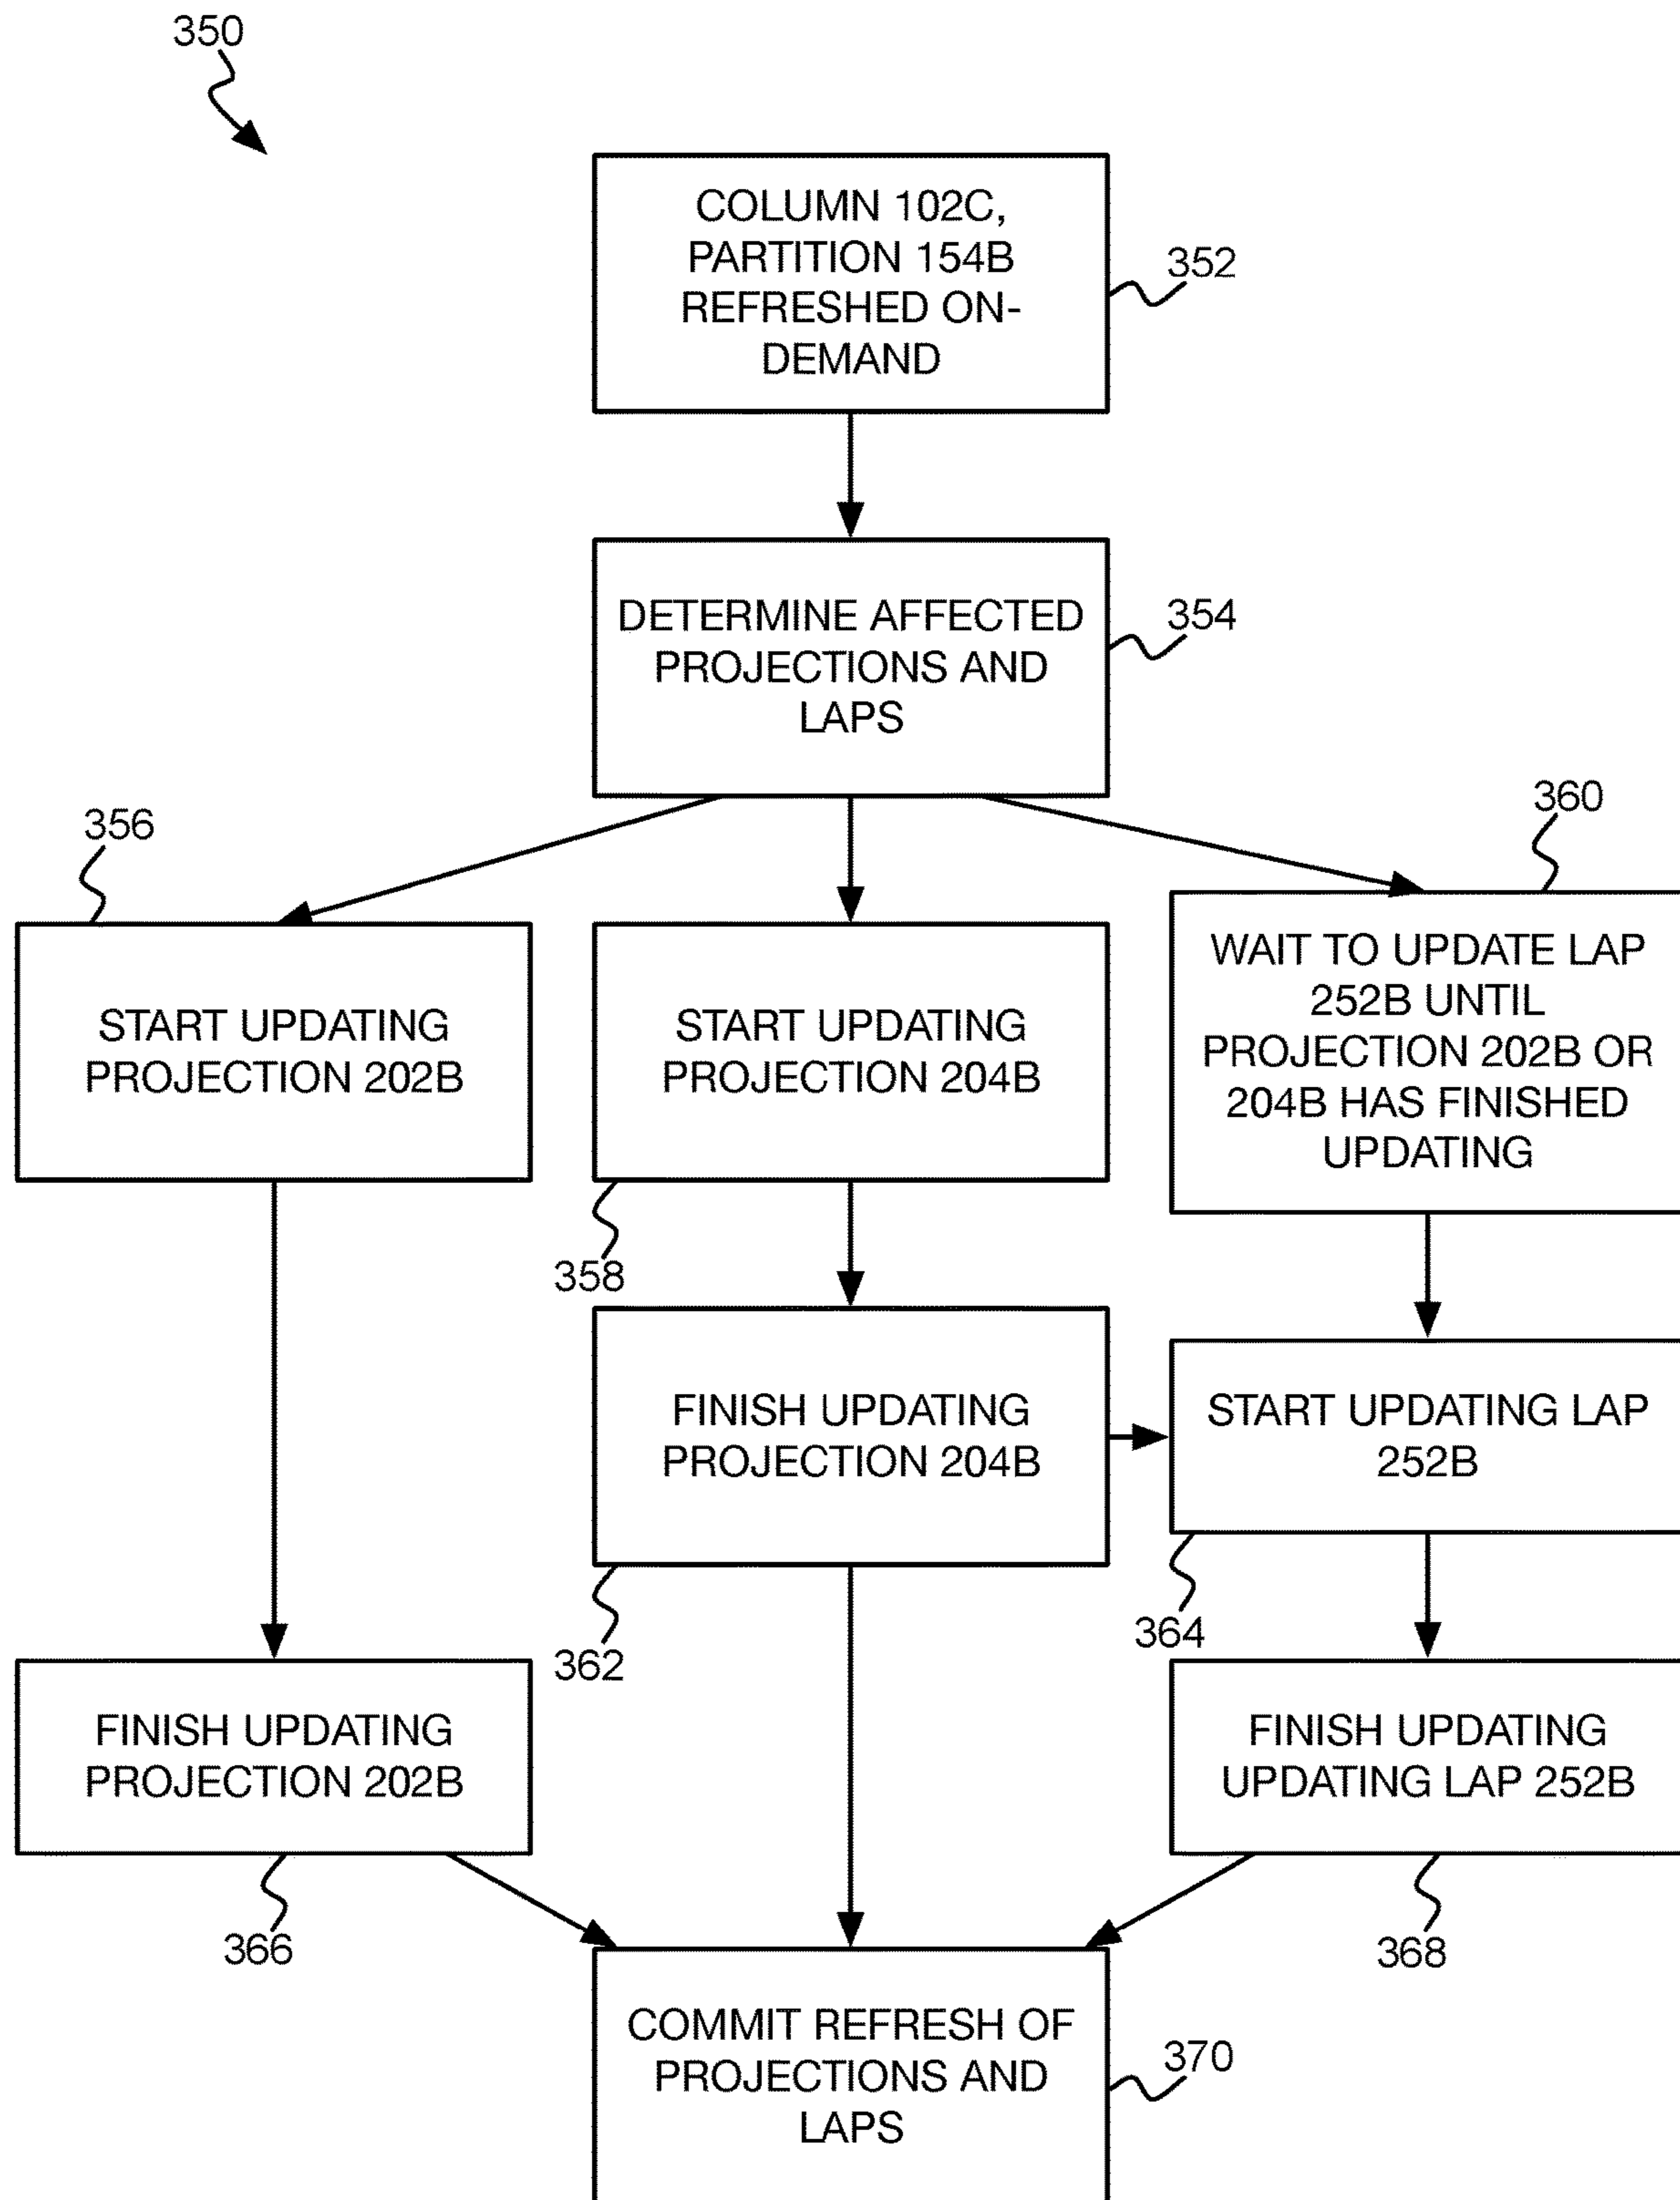 350
COLUMN 102C,
PARTITION 154B
REFRESHED ON-
DEMAND
352
DETERMINE AFFECTED
PROJECTIONS AND
LAPS
354
356
START UPDATING
PROJECTION 202B
START UPDATING
PROJECTION 204B
358
360
WAIT TO UPDATE LAP
252B UNTIL
PROJECTION 202B OR
204B HAS FINISHED
UPDATING
FINISH UPDATING
PROJECTION 204B
362
START UPDATING LAP
252B
364
FINISH UPDATING
PROJECTION 202B
366
FINISH UPDATING
UPDATING LAP 252B
368
COMMIT REFRESH OF
PROJECTIONS AND
LAPS
370